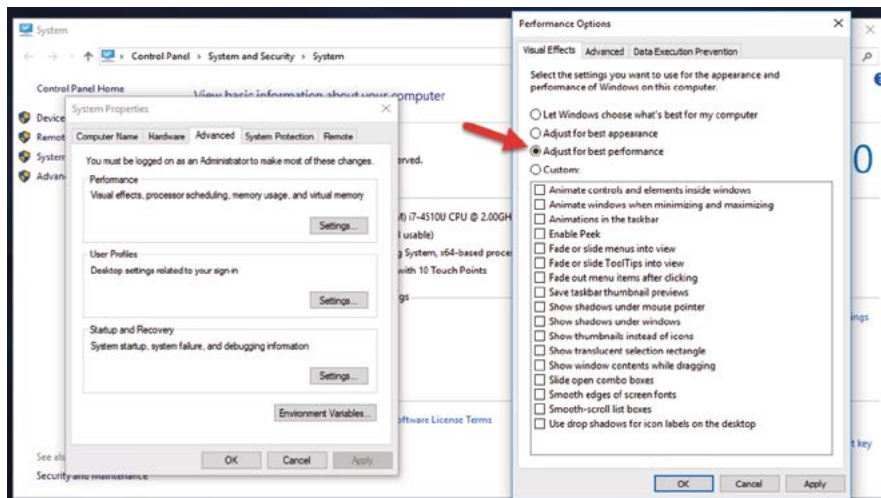 System
Control Panel > System and Security > System
Control Panel Home
View basic information about your computer
Device
Remot
System
Advan
erved.
M) i7-4510U CPU @ 2.00GH
usable)
g System, x64-based proce
with 10 Touch Points
gs
ings
oftware License Terms
t key
See als
Security and Maintenance
System Properties
Computer Name Hardware Advanced System Protection Remote
You must be logged on as an Administrator to make most of these changes.
Performance
Visual effects, processor scheduling, memory usage, and virtual memory
Settings...
User Profiles
Desktop settings related to your sign-in
Settings...
Startup and Recovery
System startup, system failure, and debugging information
Settings...
Environment Variables...
OK Cancel Apply
Performance Options
Visual Effects Advanced Data Execution Prevention
Select the settings you want to use for the appearance and
performance of Windows on this computer.
Let Windows choose what's best for my computer
Adjust for best appearance
Adjust for best performance
Custom:
Animate controls and elements inside windows
Animate windows when minimizing and maximizing
Animations in the taskbar
Enable Peek
Fade or slide menus into view
Fade or slide ToolTips into view
Fade out menu items after clicking
Save taskbar thumbnail previews
Show shadows under mouse pointer
Show shadows under windows
Show thumbnails instead of icons
Show translucent selection rectangle
Show window contents while dragging
Slide open combo boxes
Smooth edges of screen fonts
Smooth-scroll list boxes
Use drop shadows for icon labels on the desktop
OK Cancel Apply
0